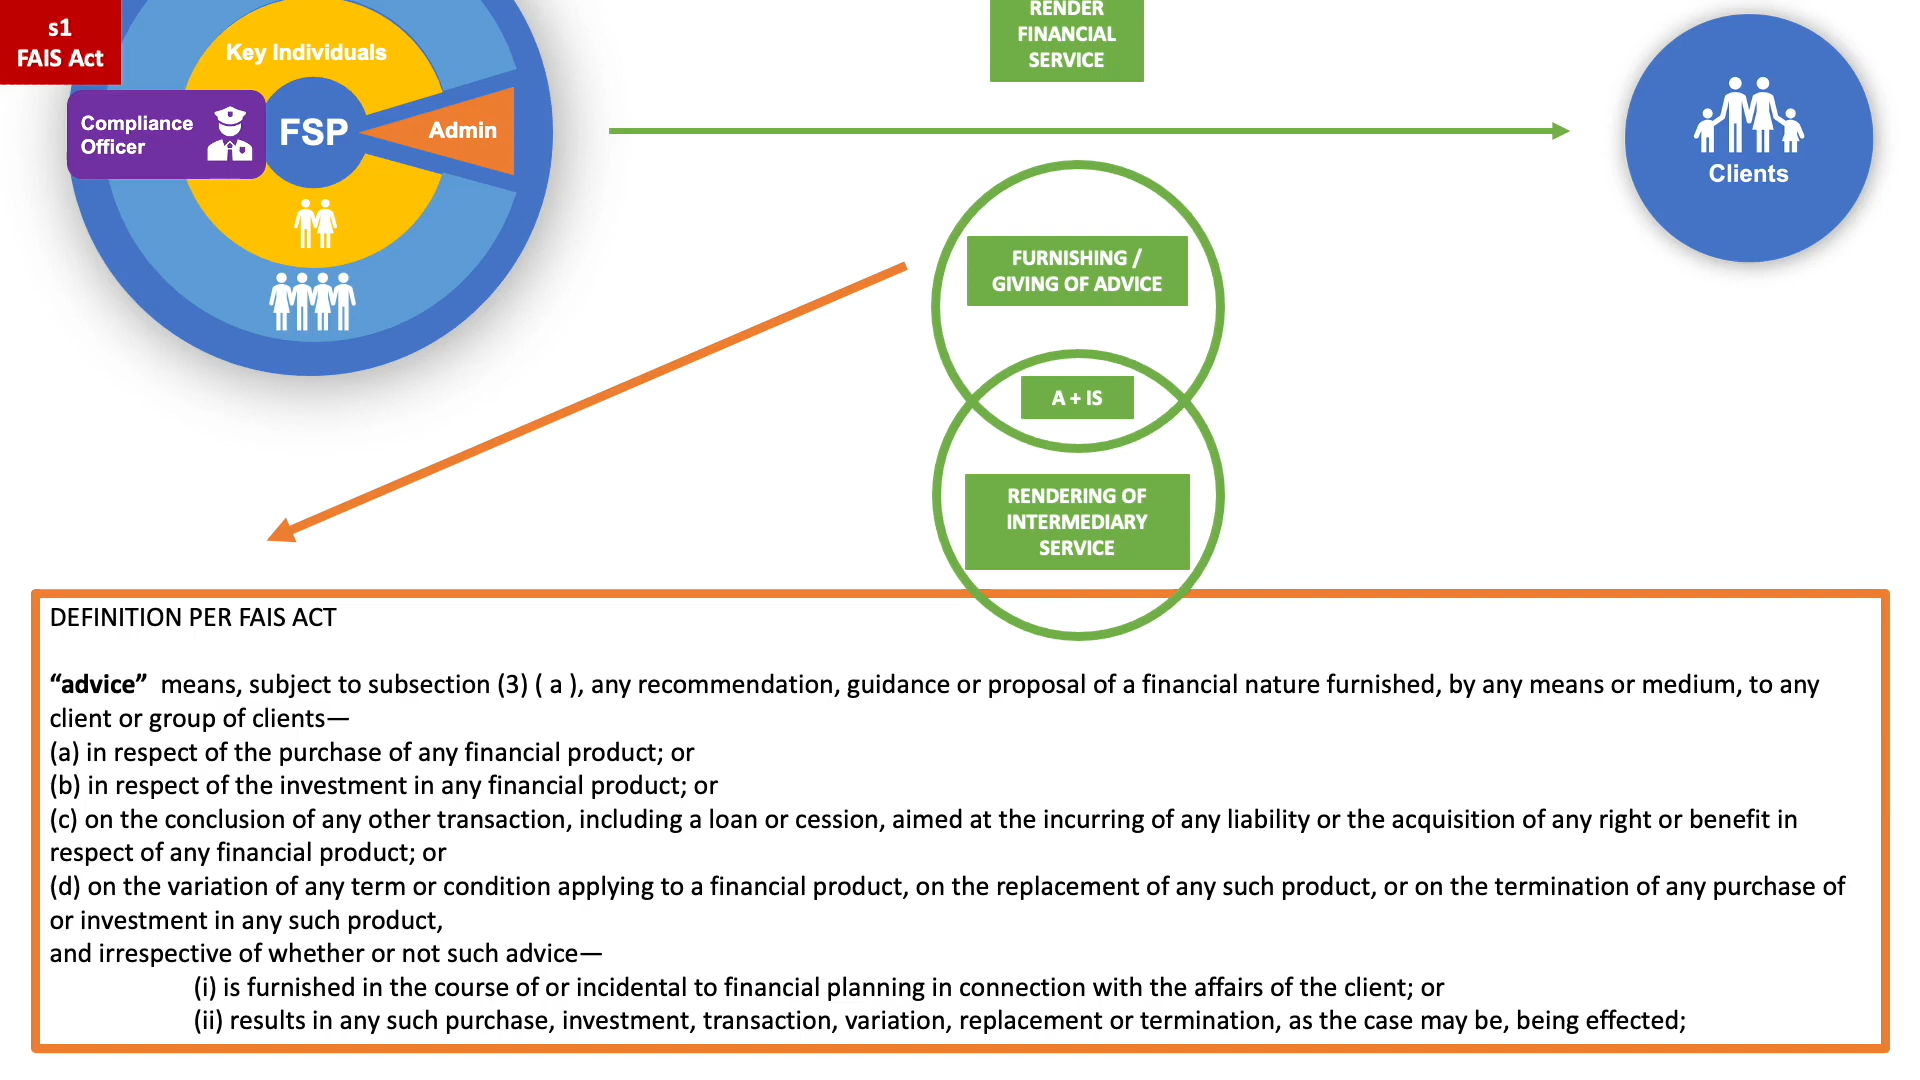 s1
FAIS Act
Key Individuals
Compliance
Officer
FSP
Admin
RENDER
FINANCIAL
SERVICE
Clients
FURNISHING /
GIVING OF ADVICE
A + IS
RENDERING OF
INTERMEDIARY
SERVICE
DEFINITION PER FAIS ACT
“advice” means, subject to subsection (3) ( a ), any recommendation, guidance or proposal of a financial nature furnished, by any means or medium, to any
client or group of clients—
(a) in respect of the purchase of any financial product; or
(b) in respect of the investment in any financial product; or
(c) on the conclusion of any other transaction, including a loan or cession, aimed at the incurring of any liability or the acquisition of any right or benefit in
respect of any financial product; or
(d) on the variation of any term or condition applying to a financial product, on the replacement of any such product, or on the termination of any purchase of
or investment in any such product,
and irrespective of whether or not such advice—
(i) is furnished in the course of or incidental to financial planning in connection with the affairs of the client; or
(ii) results in any such purchase, investment, transaction, variation, replacement or termination, as the case may be, being effected;